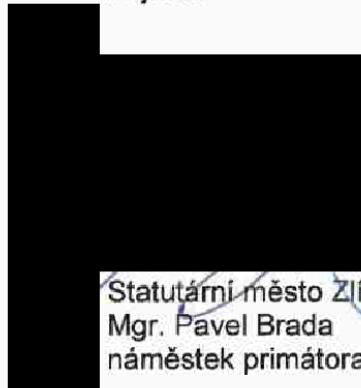 Statutární město Zlí
Mgr. Pavel Brada
náměstek primátora